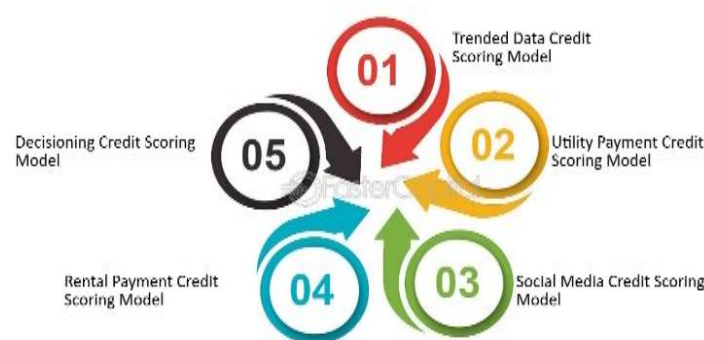 01
Trended Data Credit
Scoring Model
02
Utility Payment Credit
Scoring Model
03
Social Media Credit Scoring
Model
04
Rental Payment Credit
Scoring Model
05
Decisioning Credit Scoring
Model
FasterCapital